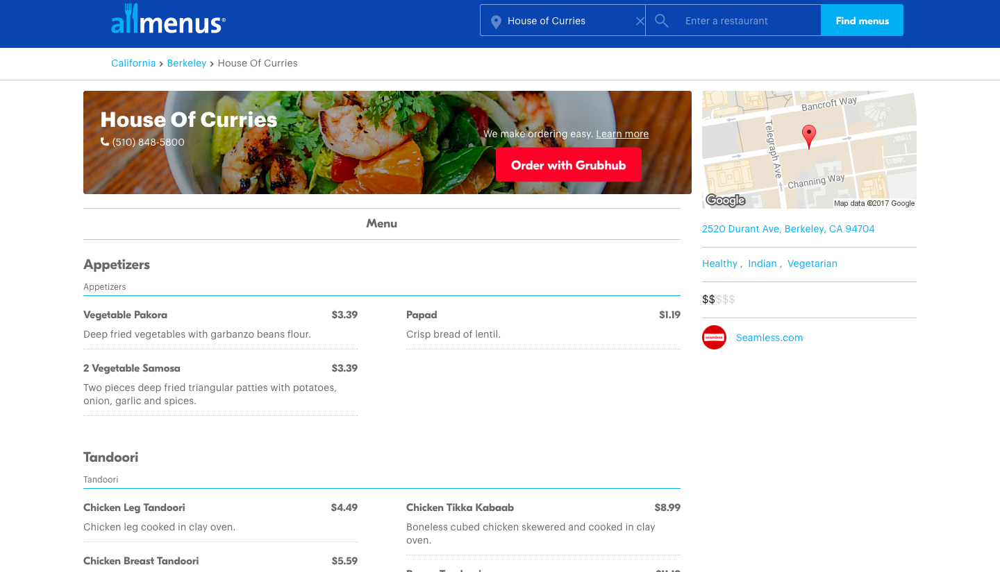 allmenus®
House of Curries
Enter a restaurant
Find menus
California > Berkeley > House Of Curries
House Of Curries
(510) 848-5800
We make ordering easy. Learn more
Order with Grubhub
Bancroft Way
Telegraph Ave
Channing Way
Google
Map data ©2017 Google
2520 Durant Ave, Berkeley, CA 94704
Healthy , Indian , Vegetarian
$$$$$
seamless
Seamless.com
Menu
Appetizers
Appetizers
Vegetable Pakora $3.39
Deep fried vegetables with garbanzo beans flour.
Papad $1.19
Crisp bread of lentil.
2 Vegetable Samosa $3.39
Two pieces deep fried triangular patties with potatoes,
onion, garlic and spices.
Tandoori
Tandoori
Chicken Leg Tandoori $4.49
Chicken leg cooked in clay oven.
Chicken Tikka Kabaab $8.99
Boneless cubed chicken skewered and cooked in clay
oven.
Chicken Breast Tandoori $5.59